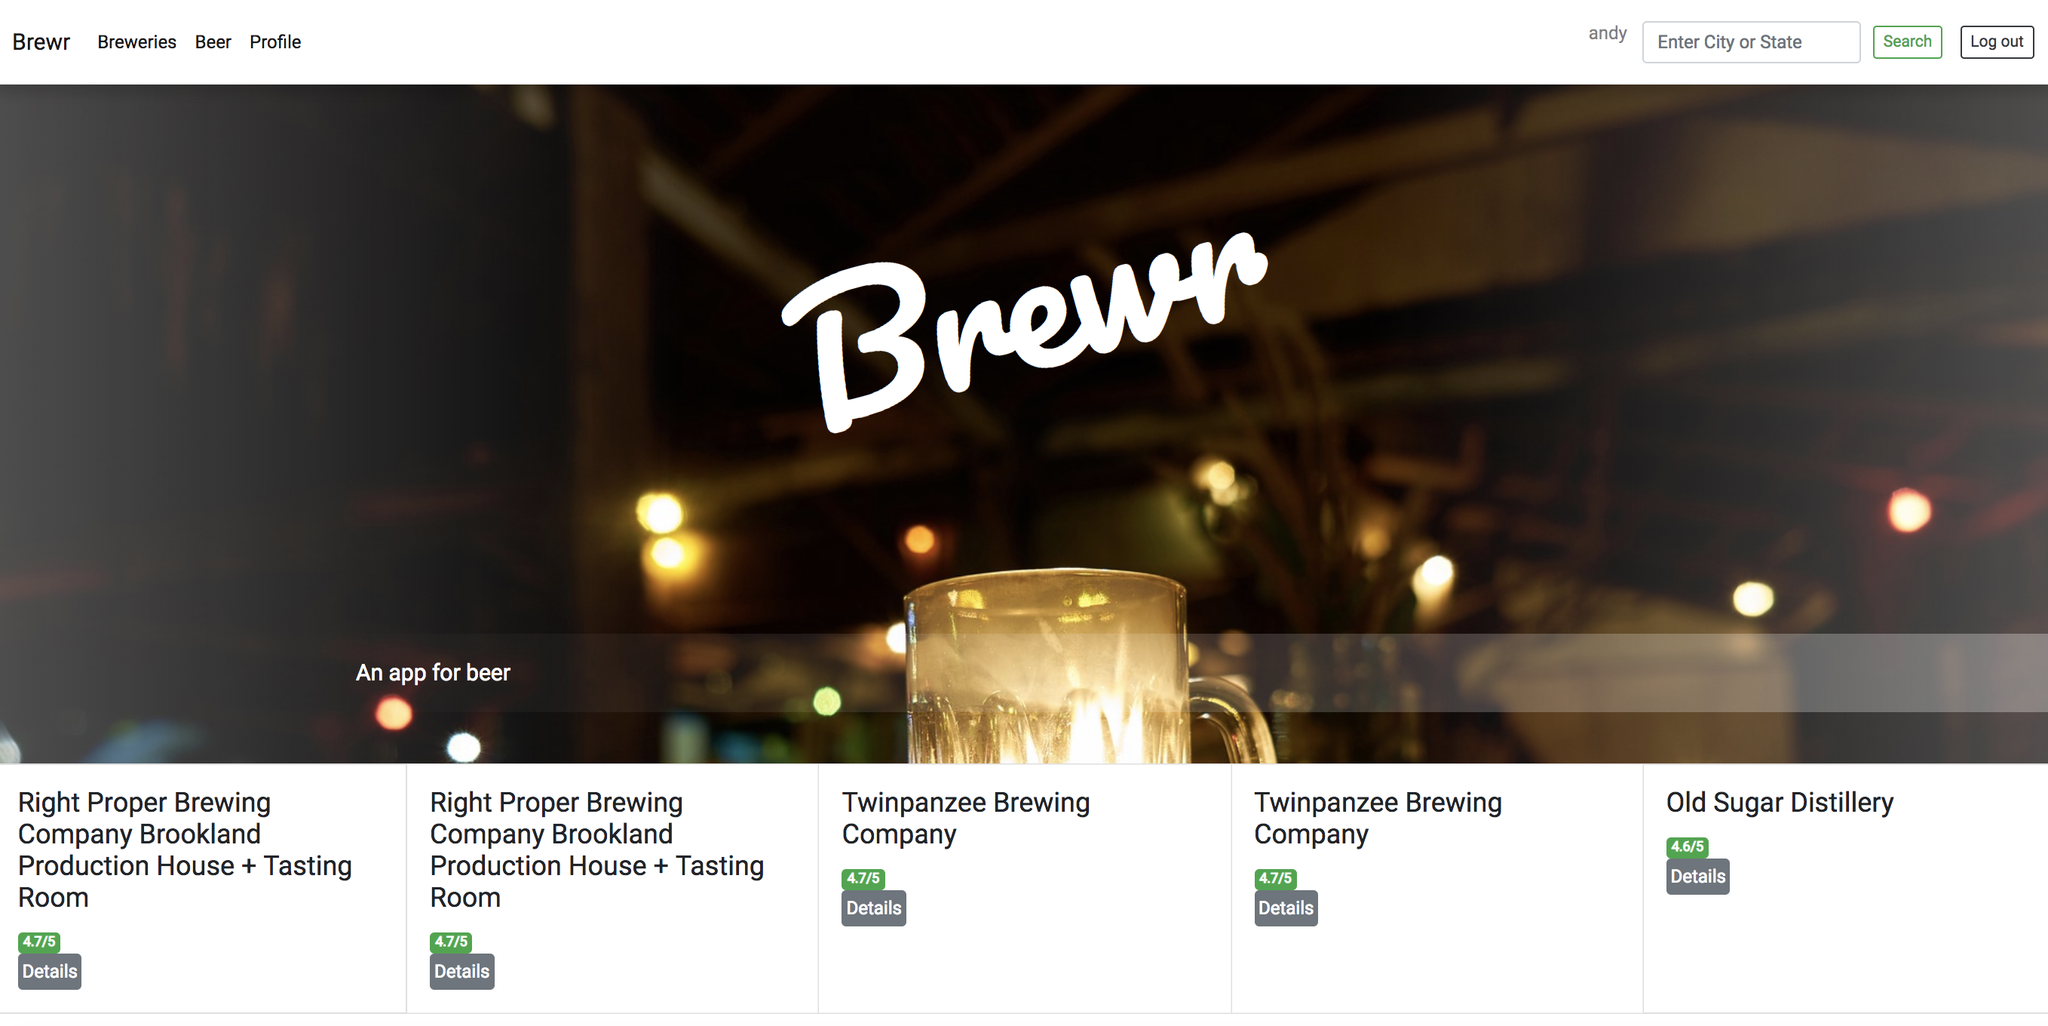 Brewr Breweries Beer Profile andy Enter City or State Search Log out
Brewr
An app for beer
Right Proper Brewing
Company Brookland
Production House + Tasting
Room
4.7/5
Details
Right Proper Brewing
Company Brookland
Production House + Tasting
Room
4.7/5
Details
Twinpanzee Brewing
Company
4.7/5
Details
Twinpanzee Brewing
Company
4.7/5
Details
Old Sugar Distillery
4.6/5
Details